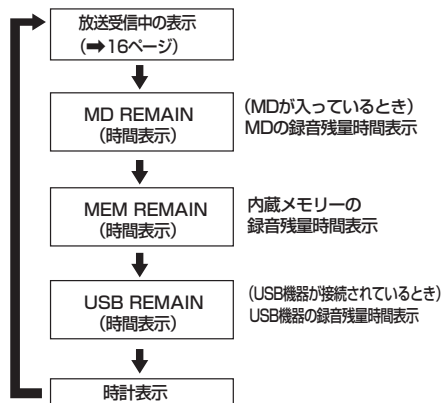 放送受信中の表示
(➡16ページ)
MD REMAIN
(時間表示)
(MDが入っているとき)
MDの録音残量時間表示
MEM REMAIN
(時間表示)
内蔵メモリーの
録音残量時間表示
USB REMAIN
(時間表示)
(USB機器が接続されているとき)
USB機器の録音残量時間表示
時計表示